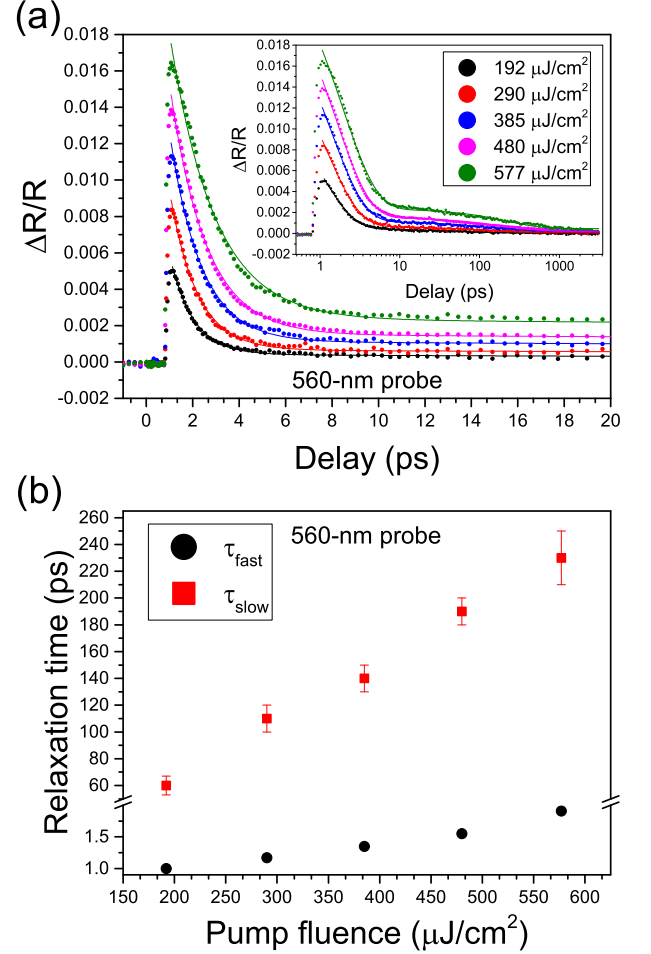 (a)
0.018
0.016
0.014
0.012
0.010
0.008
0.006
0.004
0.002
0.000
-0.002
ΔR/R
0 2 4 6 8 10 12 14 16 18 20
Delay (ps)
560-nm probe
0.018
0.016
0.014
0.012
0.010
0.008
0.006
0.004
0.002
0.000
-0.002
ΔR/R
1 10 100 1000
Delay (ps)
192 μJ/cm²
290 μJ/cm²
385 μJ/cm²
480 μJ/cm²
577 μJ/cm²
(b)
260
240
220
200
180
160
140
120
100
80
60
1.5
1.0
Relaxation time (ps)
τfast
τslow
560-nm probe
150 200 250 300 350 400 450 500 550 600
Pump fluence (μJ/cm²)